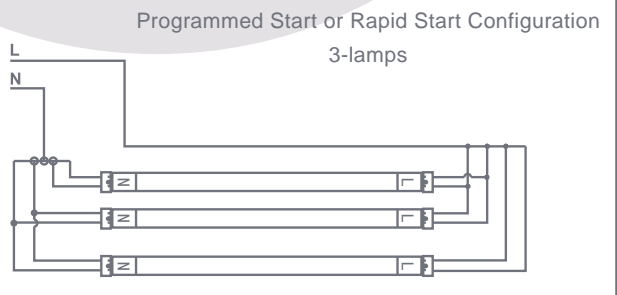 Programmed Start or Rapid Start Configuration
3-lamps
L
N
N L
N L
N L